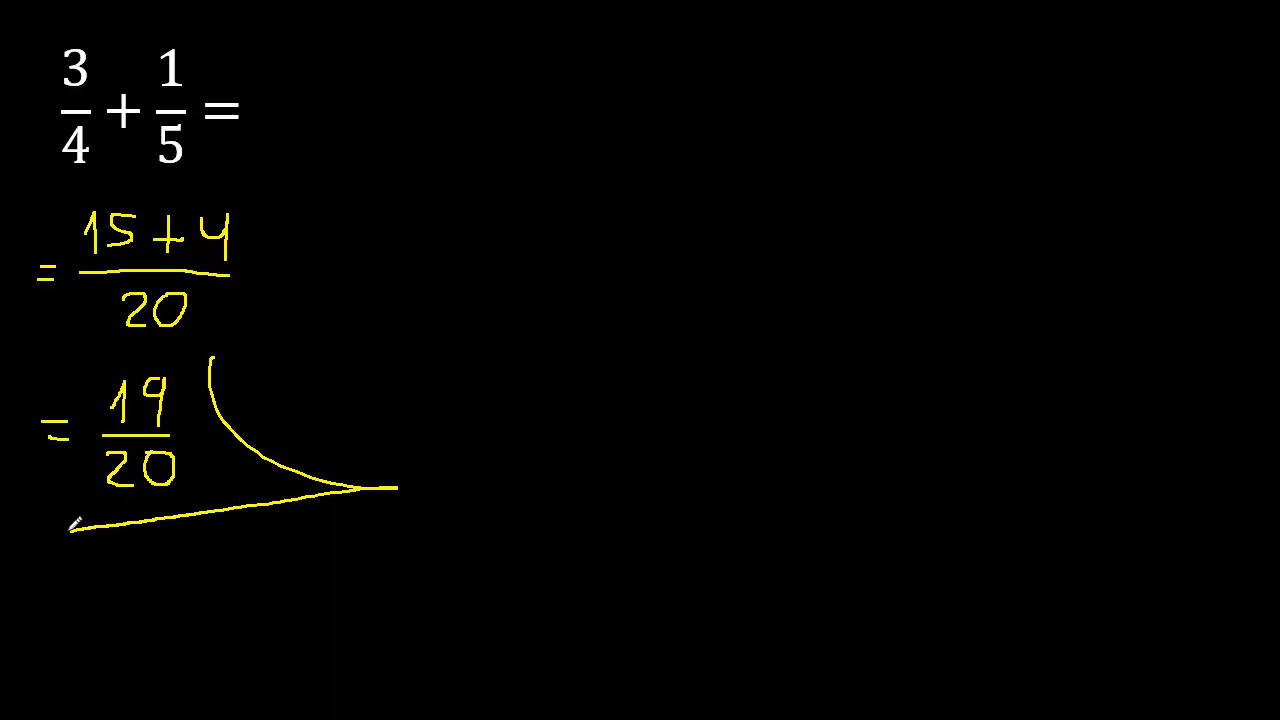 3/4 + 1/5 =
= 15 + 4 / 20
= 19/20